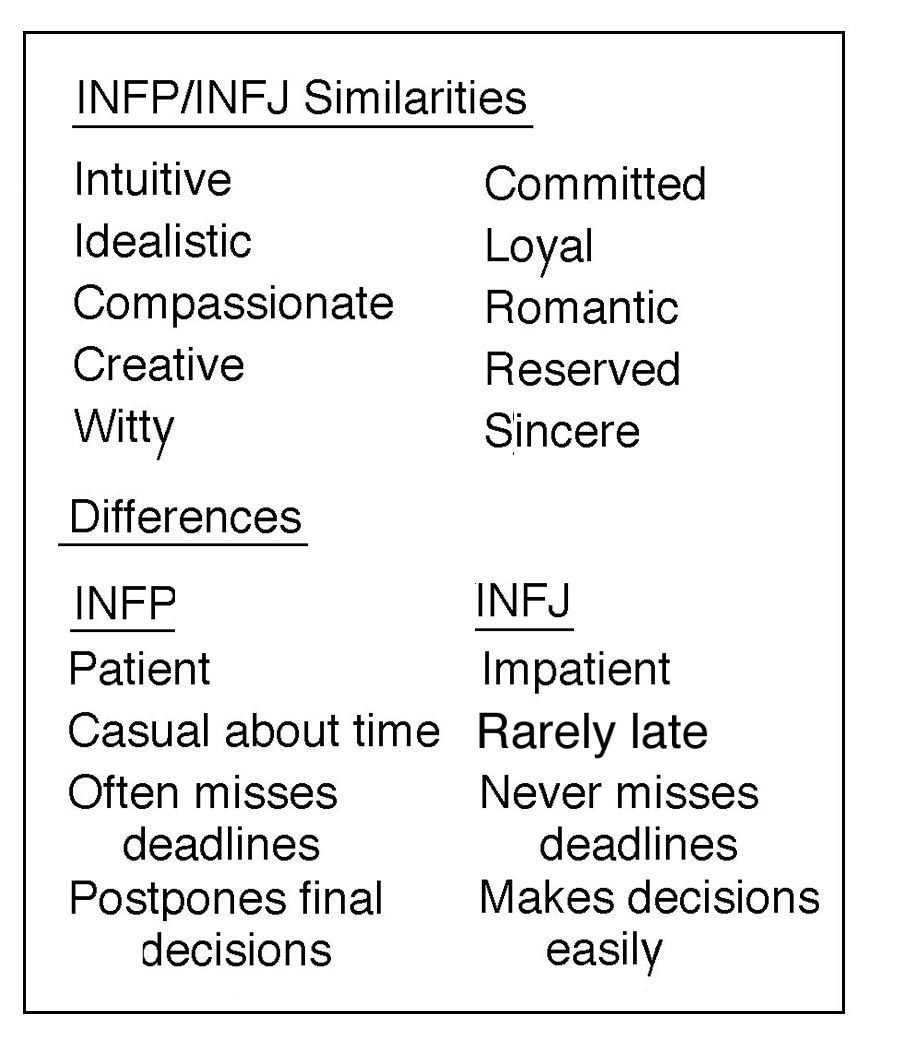 INFP/INFJ Similarities
Intuitive
Idealistic
Compassionate
Creative
Witty
Committed
Loyal
Romantic
Reserved
Sincere
Differences
INFP
Patient
Casual about time
Often misses
deadlines
Postpones final
decisions
INFJ
Impatient
Rarely late
Never misses
deadlines
Makes decisions
easily